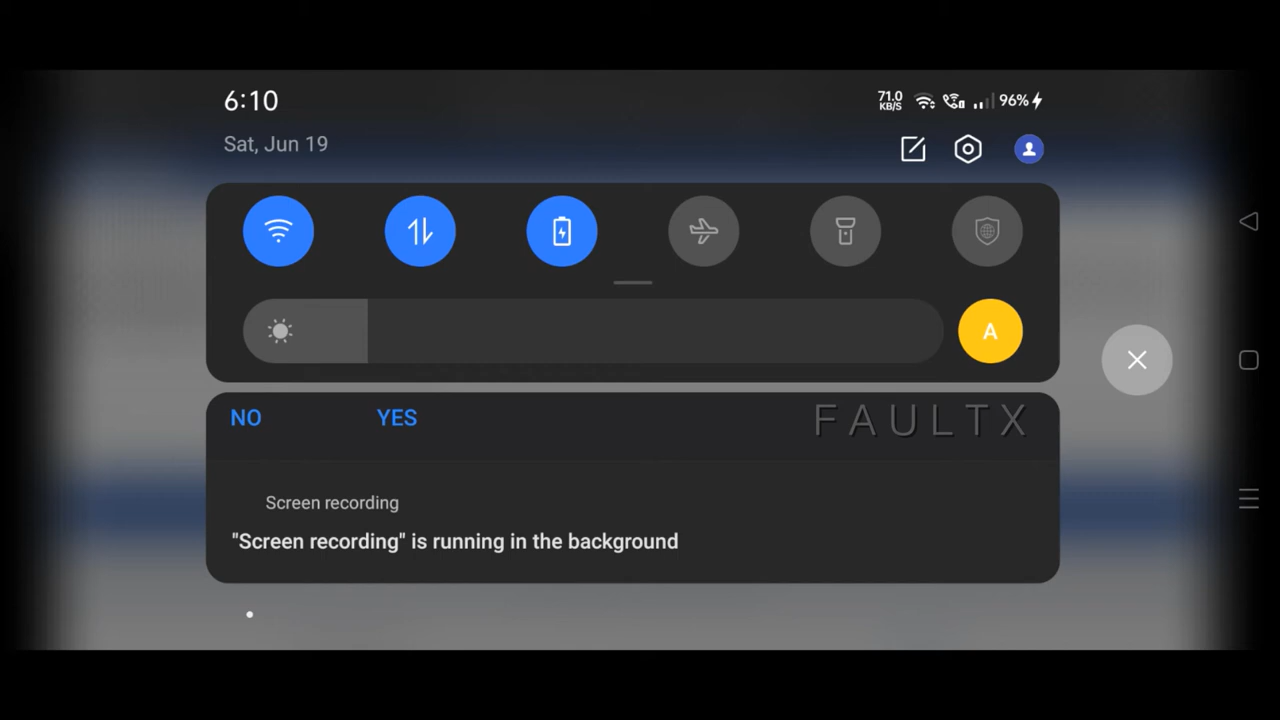 6:10
71.0
KB/S
96%
Sat, Jun 19
A
NO YES
FAULTX
Screen recording
"Screen recording" is running in the background